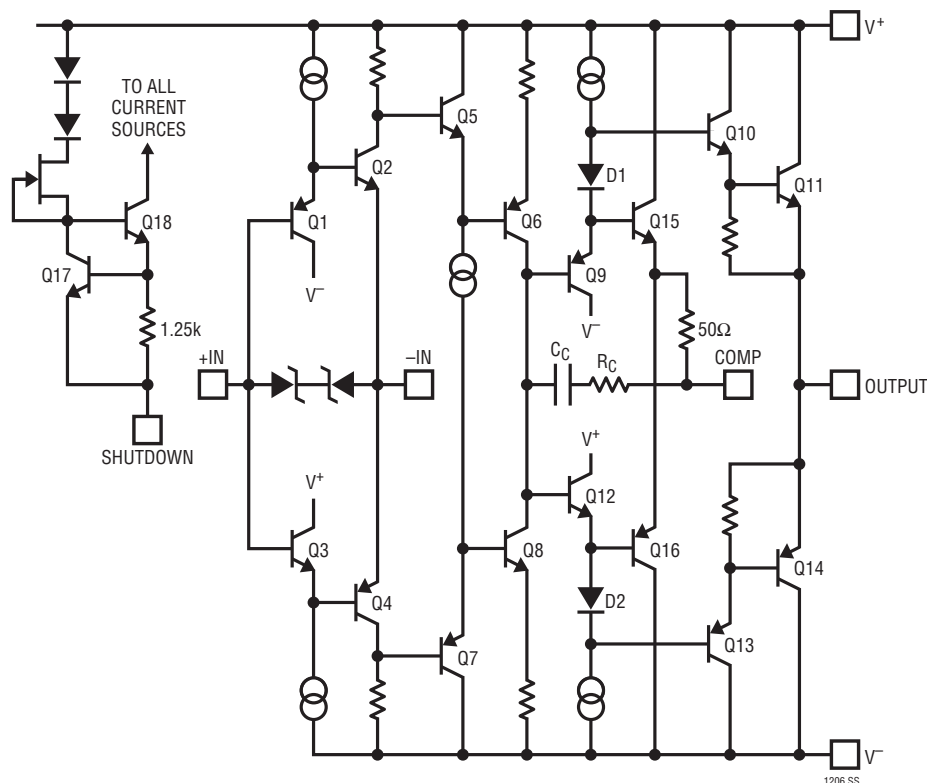 V+
TO ALL
CURRENT
SOURCES
Q5
Q10
Q2
D1
Q11
Q18
Q1
Q6
Q15
Q17
Q9
V–
V–
1.25k
50Ω
+IN
–IN
CC
RC
COMP
OUTPUT
SHUTDOWN
V+
V+
Q12
Q3
Q8
Q16
Q14
Q4
D2
Q7
Q13
V–
1206 SS